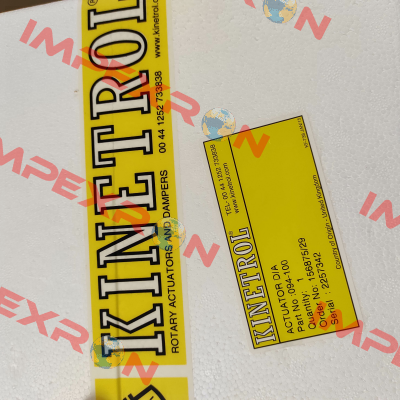 KINETROL®
ROTARY ACTUATORS AND DAMPERS 00 44 1252 733838
www.kinetrol.com
KINETROL®
TEL: 00 44 1252 733838
www.kinetrol.com
ACTUATOR D/A
Part No : 094-100
Quantity: 1
Order No: 156875/29
Serial : 2257342
Country of Origin: United Kingdom
IMPEXRON
IMPEXRON
IMPEXRON